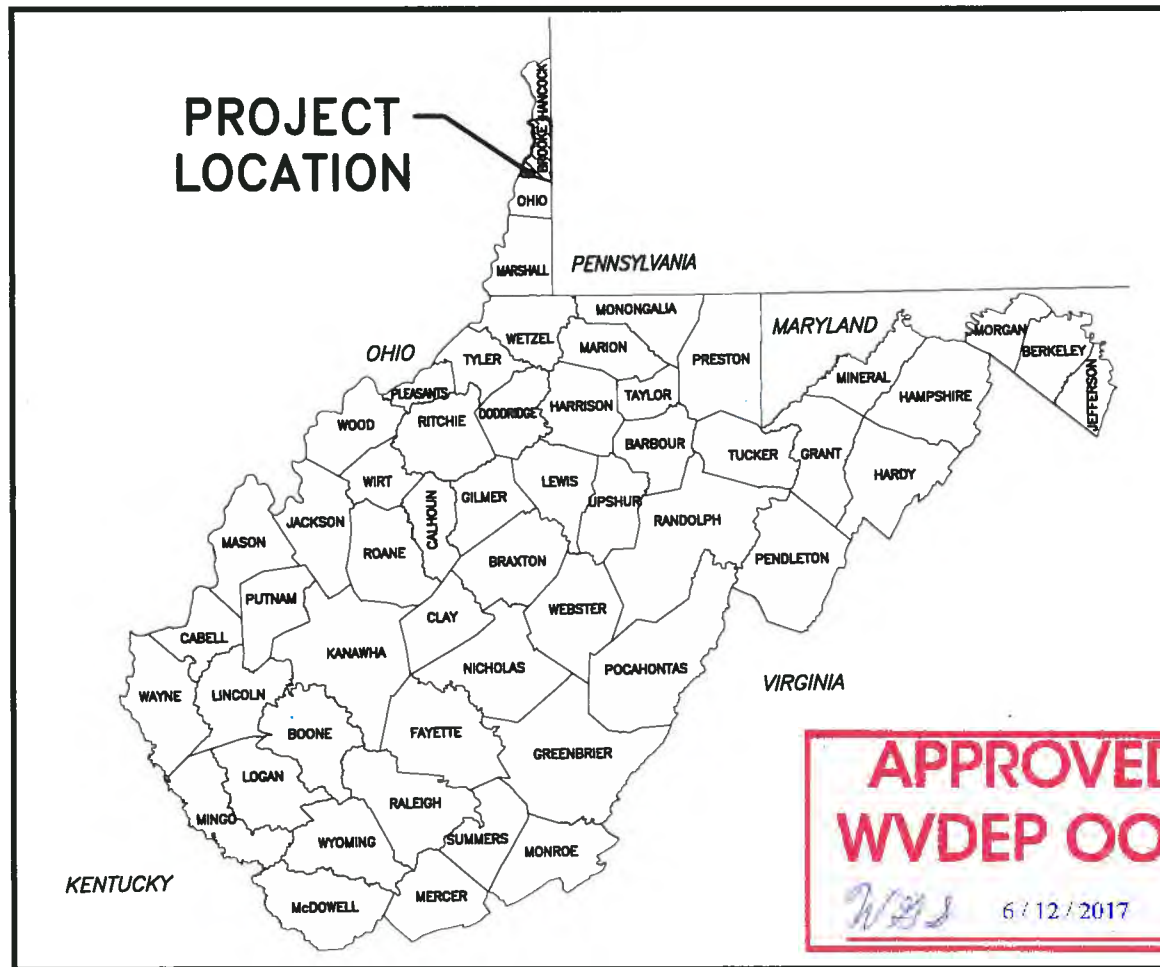 PROJECT
LOCATION
HANCOCK
BROOKE
OHIO
MARSHALL
PENNSYLVANIA
MONONGALIA
WETZEL
MARION
PRESTON
MARYLAND
MORGAN
BERKELEY
JEFFERSON
OHIO
TYLER
PLEASANTS
DODDRIDGE
HARRISON
TAYLOR
MINERAL
HAMPSHIRE
WOOD
RITCHIE
BARBOUR
TUCKER
GRANT
HARDY
WIRT
CALHOUN
GILMER
LEWIS
UPSHUR
RANDOLPH
JACKSON
MASON
ROANE
BRAXTON
PENDLETON
PUTNAM
CLAY
WEBSTER
CABELL
KANAWHA
NICHOLAS
POCAHONTAS
VIRGINIA
WAYNE
LINCOLN
BOONE
FAYETTE
GREENBRIER
LOGAN
RALEIGH
MINGO
WYOMING
SUMMERS
MONROE
KENTUCKY
McDOWELL
MERCER
APPROVED
WVDEP OO
6/12/2017